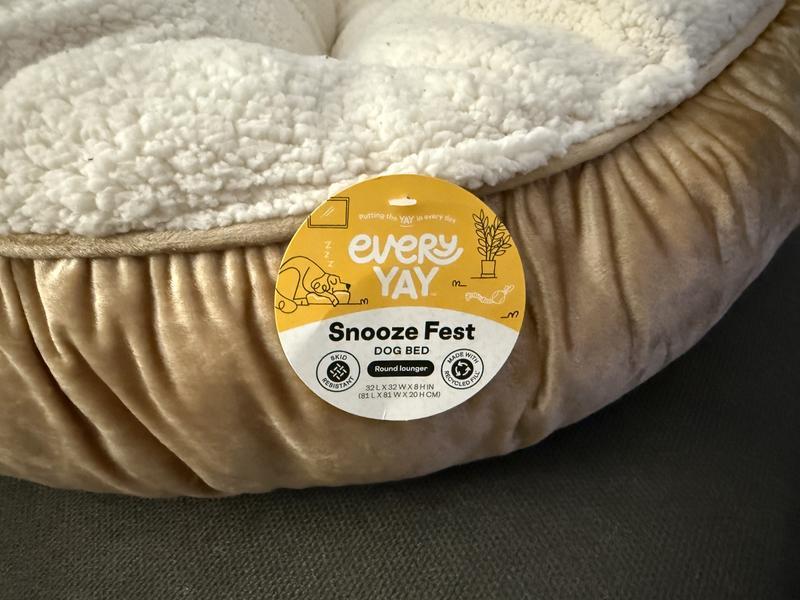 Putting the YAY in every day
every
YAY
Z
Z
Z
Snooze Fest
DOG BED
SKID RESISTANT
Round lounger
MADE WITH RECYCLED FILL
32 L X 32 W X 8 H IN
(81 L X 81 W X 20 H CM)